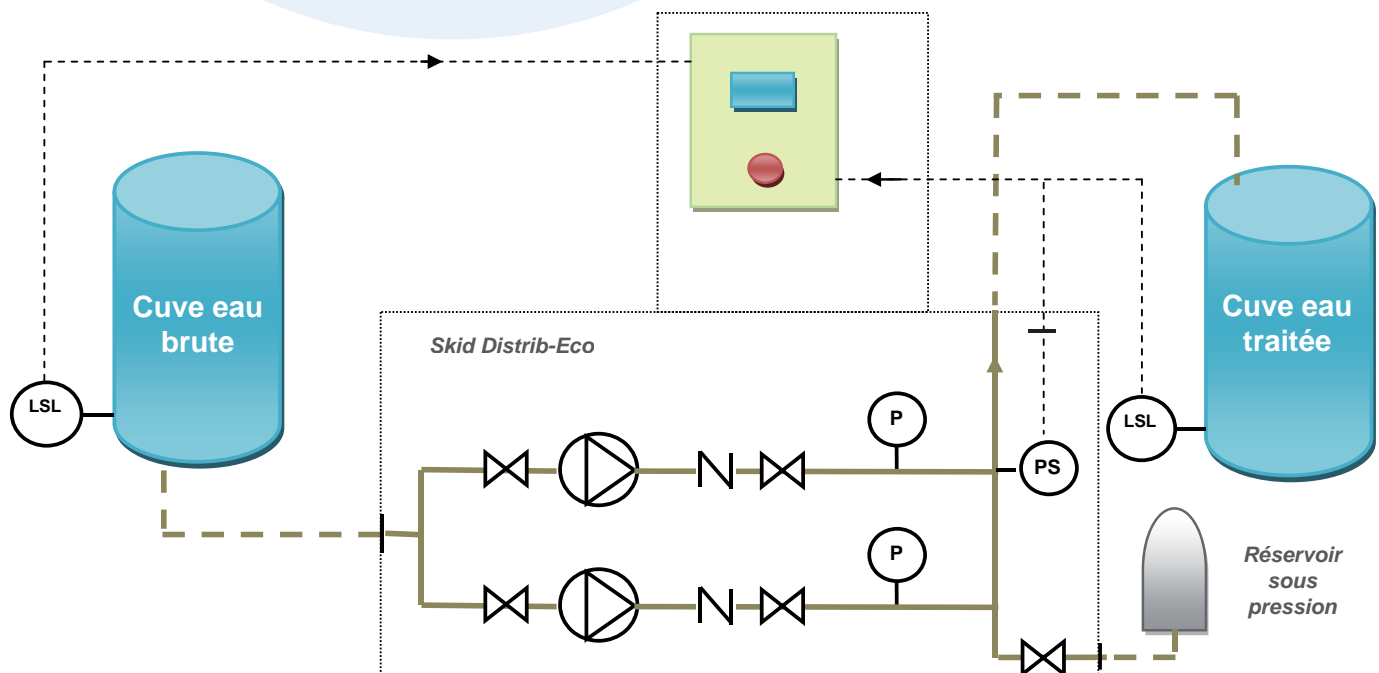 Cuve eau
brute
LSL
Skid Distrib-Eco
P
PS
P
Cuve eau
traitée
LSL
Réservoir
sous
pression